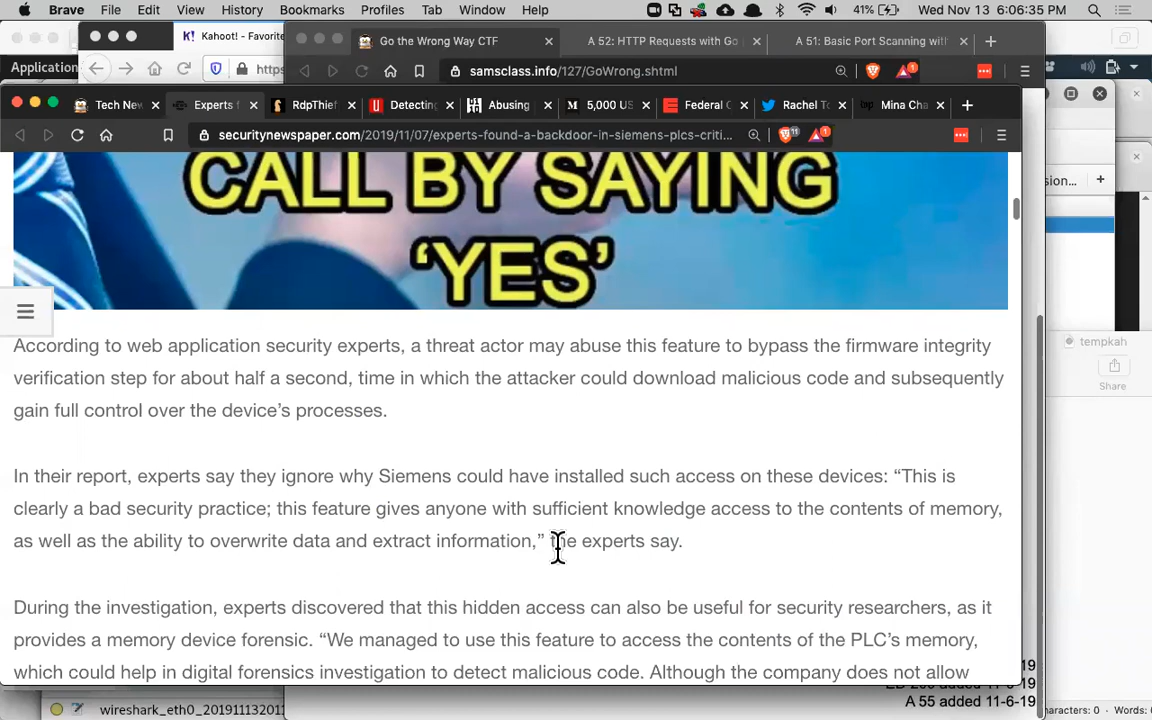 Brave File Edit View History Bookmarks Profiles Tab Window Help 41% Wed Nov 13 6:06:35 PM
Kahoot! - Favorite
Go the Wrong Way CTF
A 52: HTTP Requests with Go
A 51: Basic Port Scanning with
Application
https
samsclass.info/127/GoWrong.shtml
Tech New
Experts f
RdpThief
Detecting
Abusing
5,000 US
Federal C
Rachel To
Mina Cha
securitynewspaper.com/2019/11/07/experts-found-a-backdoor-in-siemens-plcs-criti...
11
1
CALL BY SAYING
‘YES’
According to web application security experts, a threat actor may abuse this feature to bypass the firmware integrity
verification step for about half a second, time in which the attacker could download malicious code and subsequently
gain full control over the device’s processes.
In their report, experts say they ignore why Siemens could have installed such access on these devices: “This is
clearly a bad security practice; this feature gives anyone with sufficient knowledge access to the contents of memory,
as well as the ability to overwrite data and extract information,” the experts say.
During the investigation, experts discovered that this hidden access can also be useful for security researchers, as it
provides a memory device forensic. “We managed to use this feature to access the contents of the PLC’s memory,
which could help in digital forensics investigation to detect malicious code. Although the company does not allow
sion...
tempkah
Share
A 55 added 11-6-19
wireshark_eth0_2019111320
aracters: 0 Words: